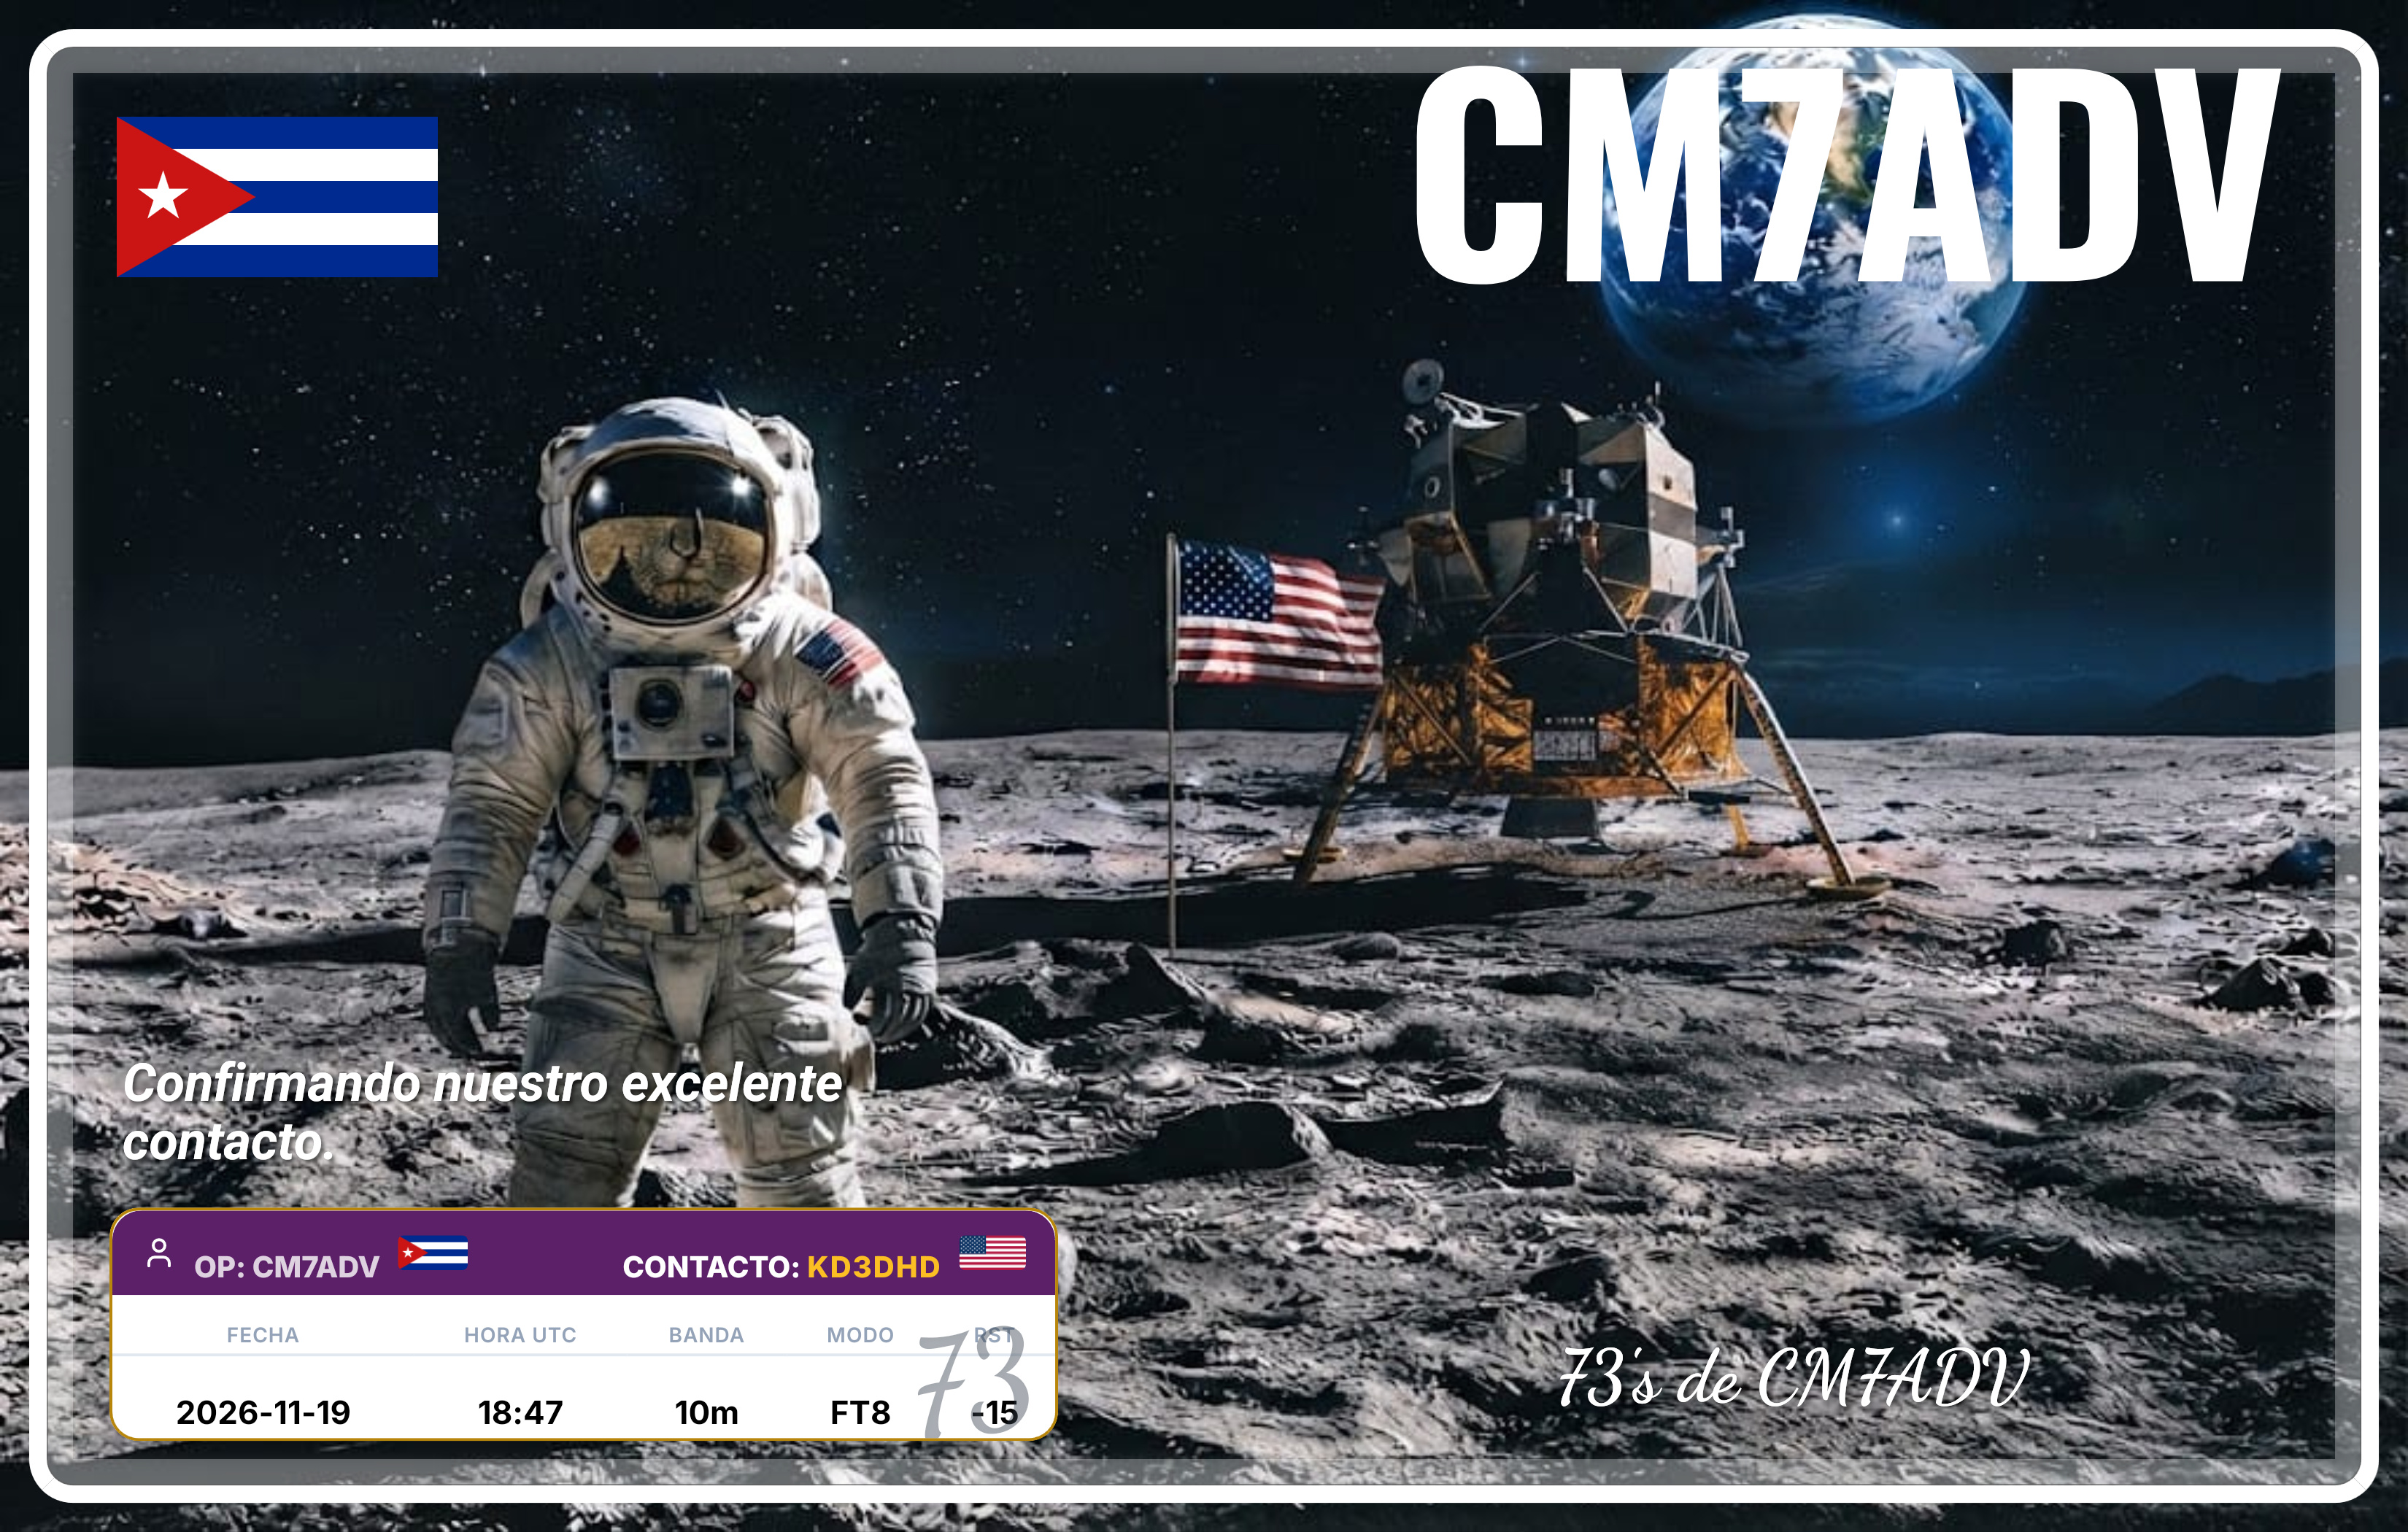 CM7ADV
Confirmando nuestro excelente
contacto.
OP: CM7ADV
CONTACTO: KD3DHD
FECHA HORA UTC BANDA MODO RST
2026-11-19 18:47 10m FT8 -15
73
73's de CM7ADV